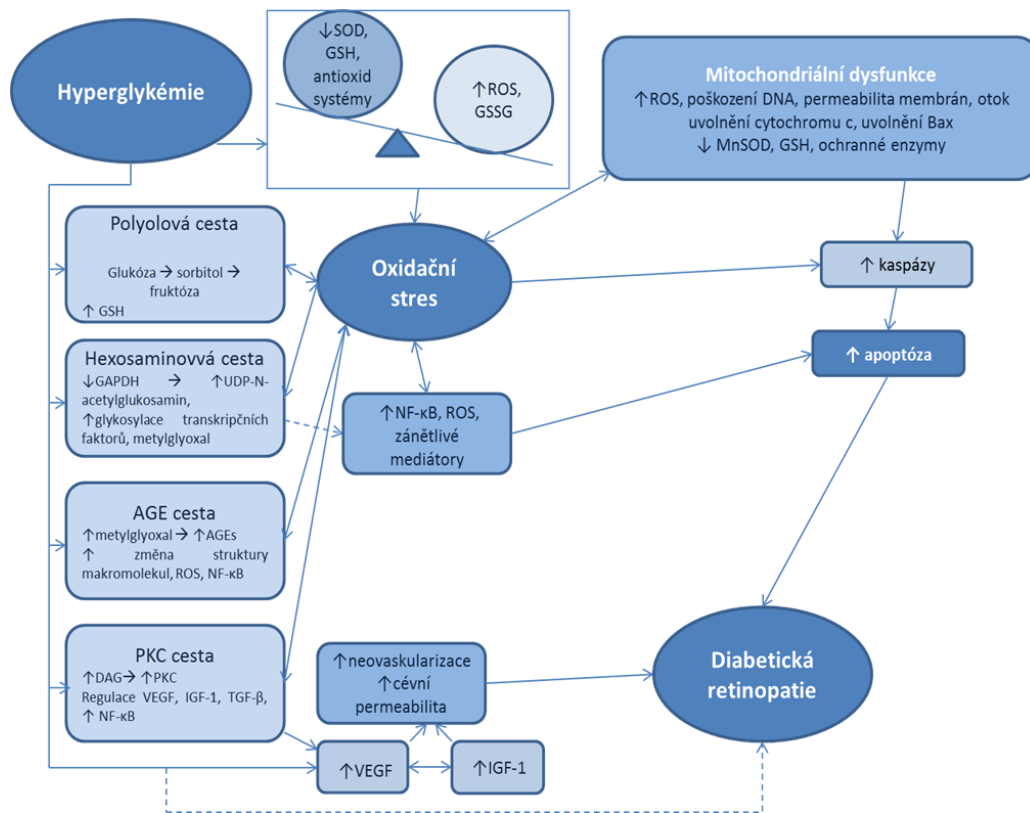 Hyperglykémie
↓SOD,
GSH,
antioxid
systémy
↑ROS,
GSSG
Mitochondriální dysfunkce
↑ROS, poškození DNA, permeabilita membrán, otok
uvolnění cytochromu c, uvolnění Bax
↓ MnSOD, GSH, ochranné enzymy
Polyolová cesta
Glukóza → sorbitol →
fruktóza
↑ GSH
Oxidační
stres
↑ kaspázy
Hexosaminovvá cesta
↓GAPDH → ↑UDP-N-
acetylglukosamin,
↑glykosylace transkripčních
faktorů, metylglyoxal
↑ apoptóza
↑NF-κB, ROS,
zánětlivé
mediátory
AGE cesta
↑metylglyoxal → ↑AGEs
↑ změna struktury
makromolekul, ROS, NF-κB
PKC cesta
↑DAG→ ↑PKC
Regulace VEGF, IGF-1, TGF-β,
↑ NF-κB
↑neovaskularizace
↑cévní
permeabilita
Diabetická
retinopatie
↑VEGF
↑IGF-1